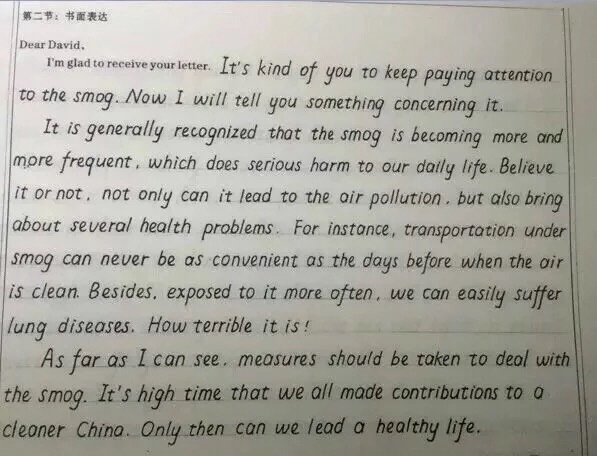 第二节：书面表达
Dear David,
I'm glad to receive your letter. It's kind of you to keep paying attention
to the smog. Now I will tell you something concerning it.
It is generally recognized that the smog is becoming more and
more frequent, which does serious harm to our daily life. Believe
it or not, not only can it lead to the air pollution, but also bring
about several health problems. For instance, transportation under
smog can never be as convenient as the days before when the air
is clean. Besides, exposed to it more often, we can easily suffer
lung diseases. How terrible it is!
As far as I can see, measures should be taken to deal with
the smog. It's high time that we all made contributions to a
cleaner China. Only then can we lead a healthy life.